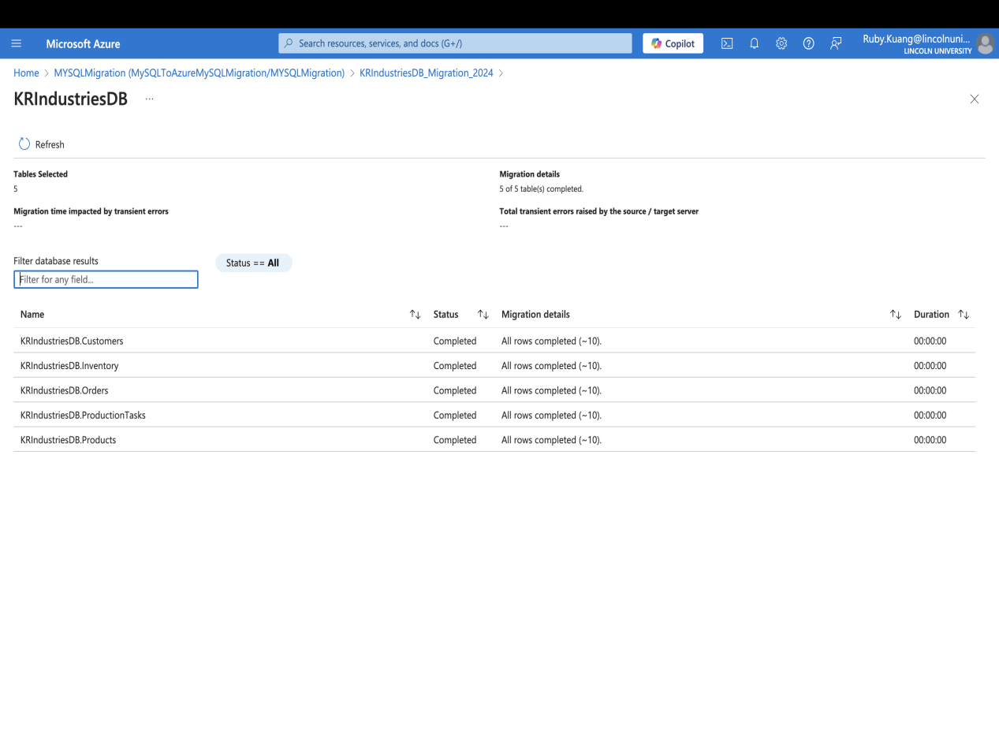 Microsoft Azure
Search resources, services, and docs (G+/)
Copilot
Ruby.Kuang@lincolnuni...
LINCOLN UNIVERSITY
Home > MYSQLMigration (MySQLToAzureMySQLMigration/MYSQLMigration) > KRIndustriesDB_Migration_2024 >
KRIndustriesDB ...
Refresh
Tables Selected
5
Migration details
5 of 5 table(s) completed.
Migration time impacted by transient errors
---
Total transient errors raised by the source / target server
---
Filter database results
Filter for any field...
Status == All
Name Status Migration details Duration
KRIndustriesDB.Customers Completed All rows completed (~10). 00:00:00
KRIndustriesDB.Inventory Completed All rows completed (~10). 00:00:00
KRIndustriesDB.Orders Completed All rows completed (~10). 00:00:00
KRIndustriesDB.ProductionTasks Completed All rows completed (~10). 00:00:00
KRIndustriesDB.Products Completed All rows completed (~10). 00:00:00